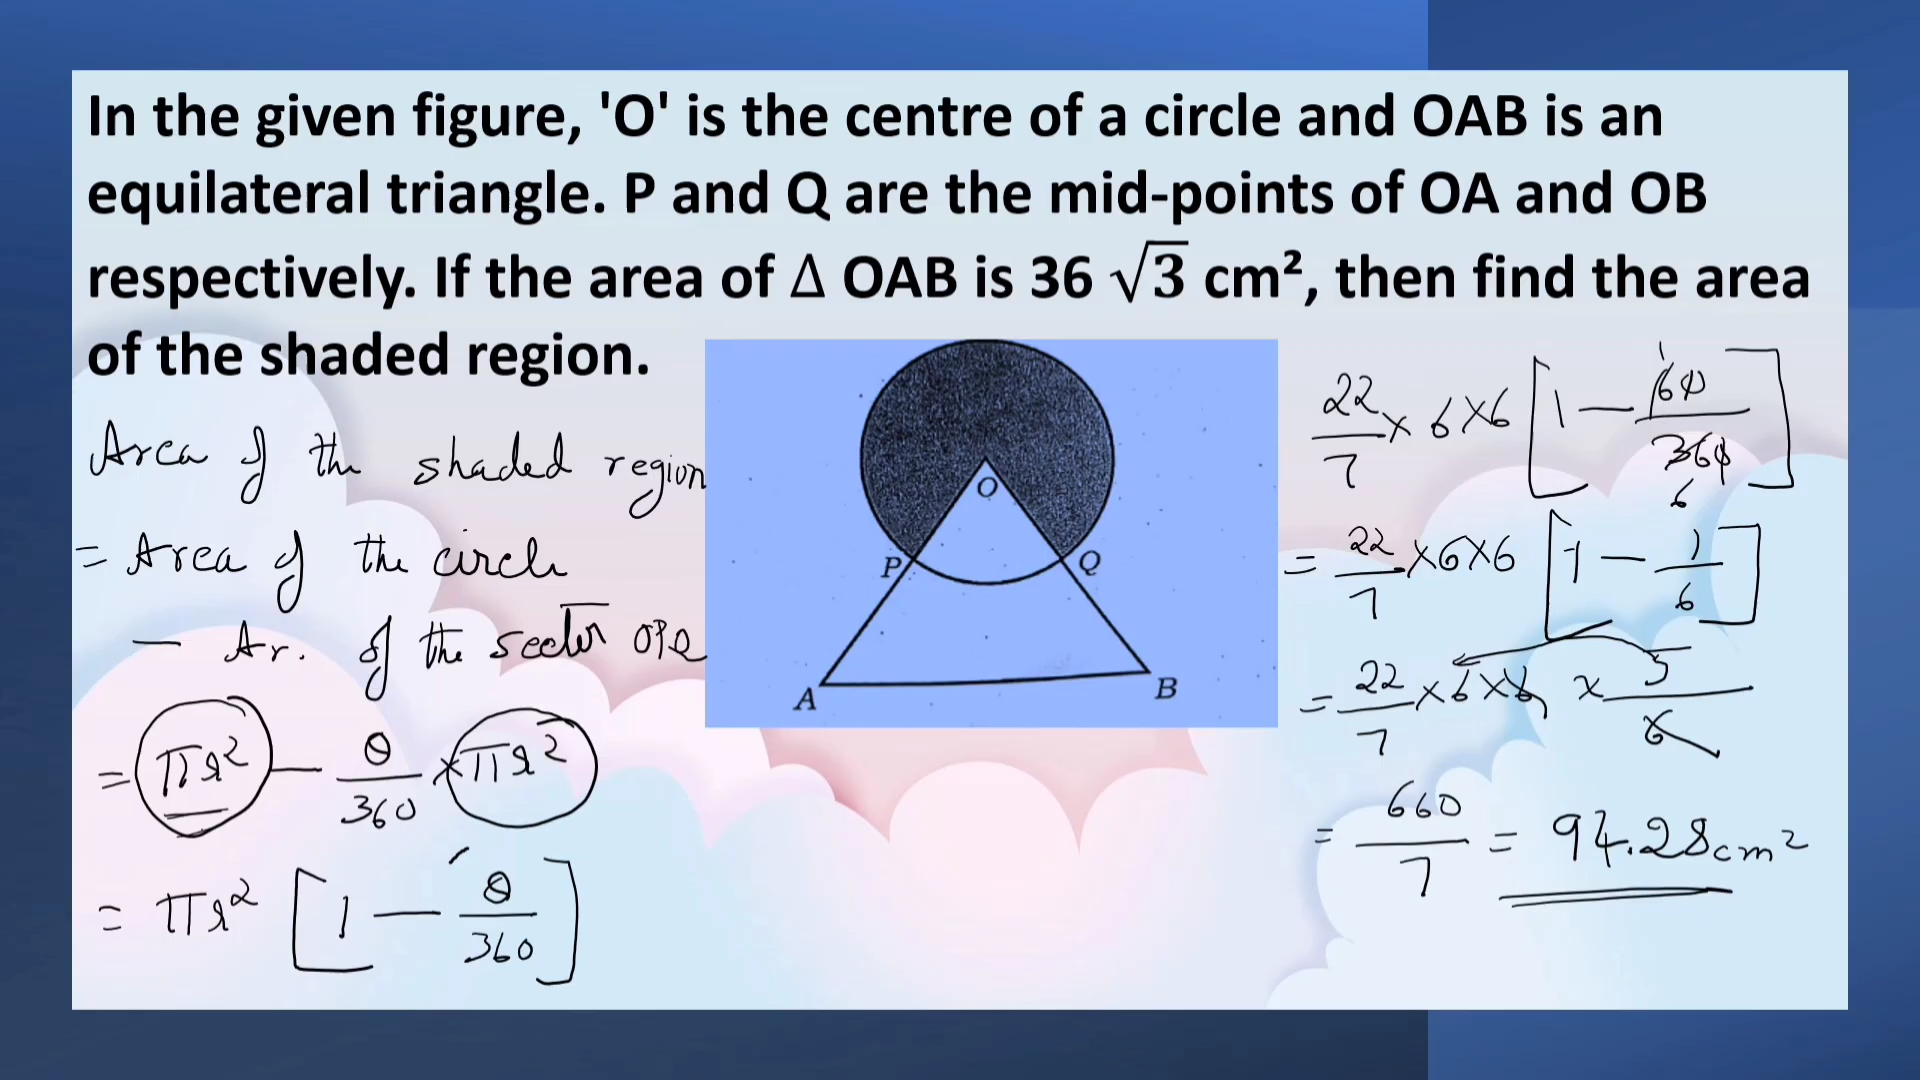 In the given figure, 'O' is the centre of a circle and OAB is an
equilateral triangle. P and Q are the mid-points of OA and OB
respectively. If the area of Δ OAB is 36 √3 cm², then find the area
of the shaded region.
Area of the shaded region
= Area of the circle
— Ar. of the sector OPQ
= πr² — θ/360 × πr²
= πr² [1 — θ/360]
O
P
Q
A
B
22/7 × 6×6 [1 — 60/360] 1 6
= 22/7 ×6×6 [1 — 1/6]
= 22/7 ×6×6 × 5/6
= 660/7 = 94.28cm²